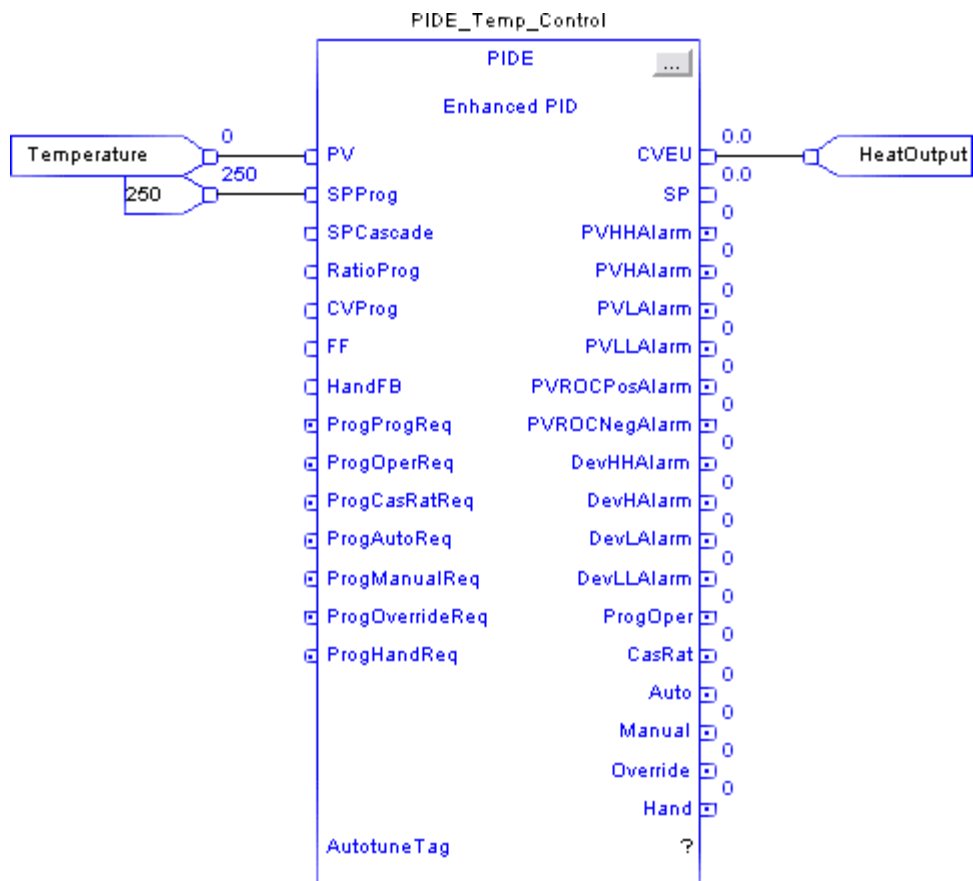 PIDE_Temp_Control
PIDE
...
Enhanced PID
0 0.0
Temperature PV CVEU HeatOutput
250 0.0
250 SPProg SP
0
SPCascade PVHHAlarm
0
RatioProg PVHAlarm
0
CVProg PVLAlarm
0
FF PVLLAlarm
0
HandFB PVROCPosAlarm
0
ProgProgReq PVROCNegAlarm
0
ProgOperReq DevHHAlarm
0
ProgCasRatReq DevHAlarm
0
ProgAutoReq DevLAlarm
0
ProgManualReq DevLLAlarm
0
ProgOverrideReq ProgOper
0
ProgHandReq CasRat
0
Auto
0
Manual
0
Override
0
Hand
AutotuneTag ?